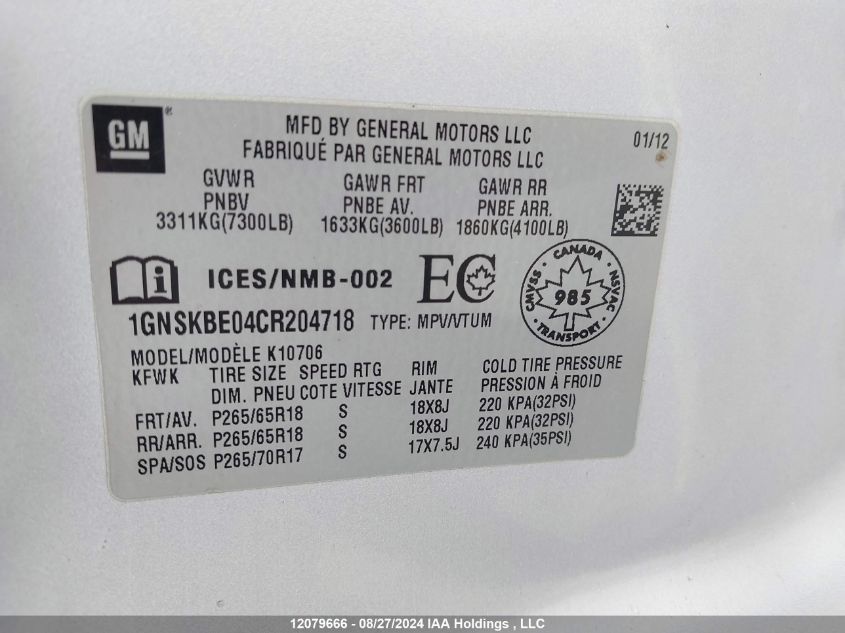 GM ®
MFD BY GENERAL MOTORS LLC
FABRIQUÉ PAR GENERAL MOTORS LLC
01/12
GVWR GAWR FRT GAWR RR
PNBV PNBE AV. PNBE ARR.
3311KG(7300LB) 1633KG(3600LB) 1860KG(4100LB)
i ICES/NMB-002 EC
CANADA
CMVSS 985 NSVAC
TRANSPORT
1GNSKBE04CR204718 TYPE: MPV/VTUM
MODEL/MODÈLE K10706
KFWK TIRE SIZE SPEED RTG RIM COLD TIRE PRESSURE
DIM. PNEU COTE VITESSE JANTE PRESSION À FROID
FRT/AV. P265/65R18 S 18X8J 220 KPA(32PSI)
RR/ARR. P265/65R18 S 18X8J 220 KPA(32PSI)
SPA/SOS P265/70R17 S 17X7.5J 240 KPA(35PSI)
12079666 - 08/27/2024 IAA Holdings , LLC